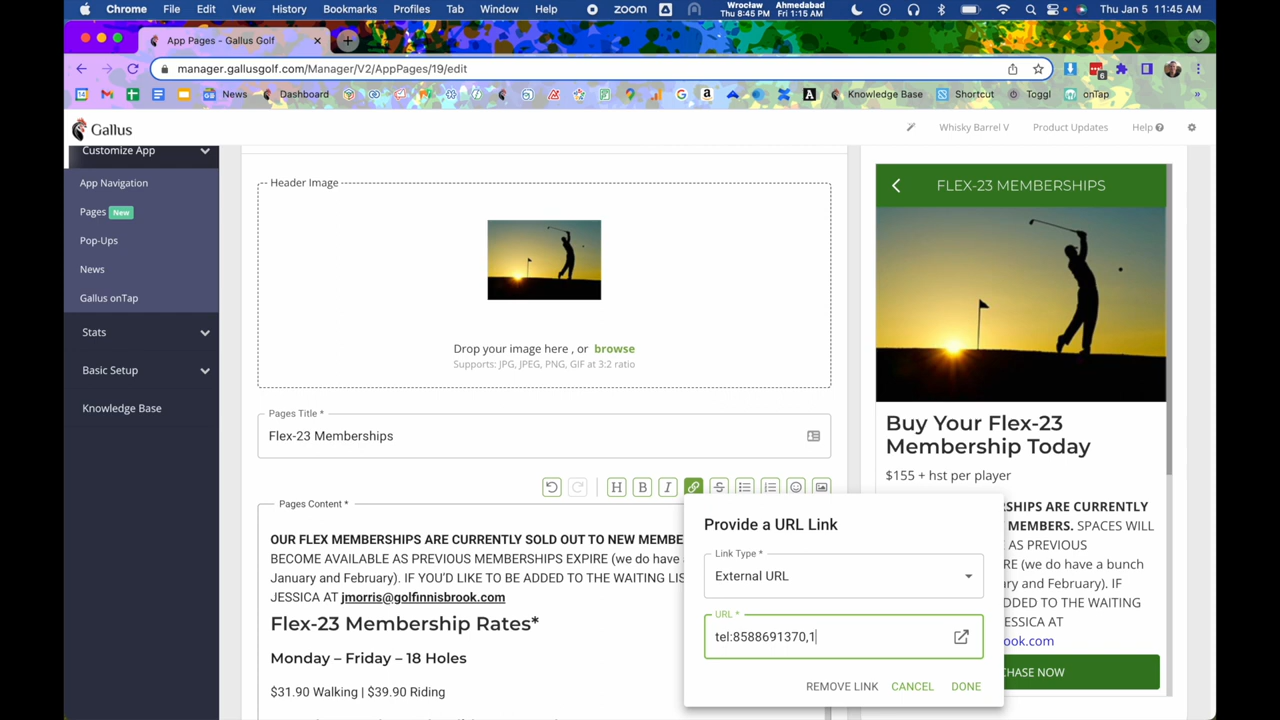 Chrome File Edit View History Bookmarks Profiles Tab Window Help zoom Wrocław Thu 8:45 PM Ahmedabad Fri 1:15 AM Thu Jan 5 11:45 AM
App Pages - Gallus Golf
manager.gallusgolf.com/Manager/V2/AppPages/19/edit
News Dashboard Knowledge Base Shortcut Toggl onTap »
Gallus Whisky Barrel V Product Updates Help
Customize App
App Navigation
Pages New
Pop-Ups
News
Gallus onTap
Stats
Basic Setup
Knowledge Base
Header Image
Drop your image here , or browse
Supports: JPG, JPEG, PNG, GIF at 3:2 ratio
Pages Title *
Flex-23 Memberships
H B I S
Pages Content *
OUR FLEX MEMBERSHIPS ARE CURRENTLY SOLD OUT TO NEW MEMBE
BECOME AVAILABLE AS PREVIOUS MEMBERSHIPS EXPIRE (we do have
January and February). IF YOU'D LIKE TO BE ADDED TO THE WAITING LIS
JESSICA AT jmorris@golfinnisbrook.com
Flex-23 Membership Rates*
Monday – Friday – 18 Holes
$31.90 Walking | $39.90 Riding
Provide a URL Link
Link Type *
External URL
URL *
tel:8588691370,1
REMOVE LINK CANCEL DONE
FLEX-23 MEMBERSHIPS
Buy Your Flex-23
Membership Today
$155 + hst per player
SHIPS ARE CURRENTLY
MEMBERS. SPACES WILL
AS PREVIOUS
RE (we do have a bunch
ry and February). IF
DDED TO THE WAITING
JESSICA AT
ook.com
CHASE NOW